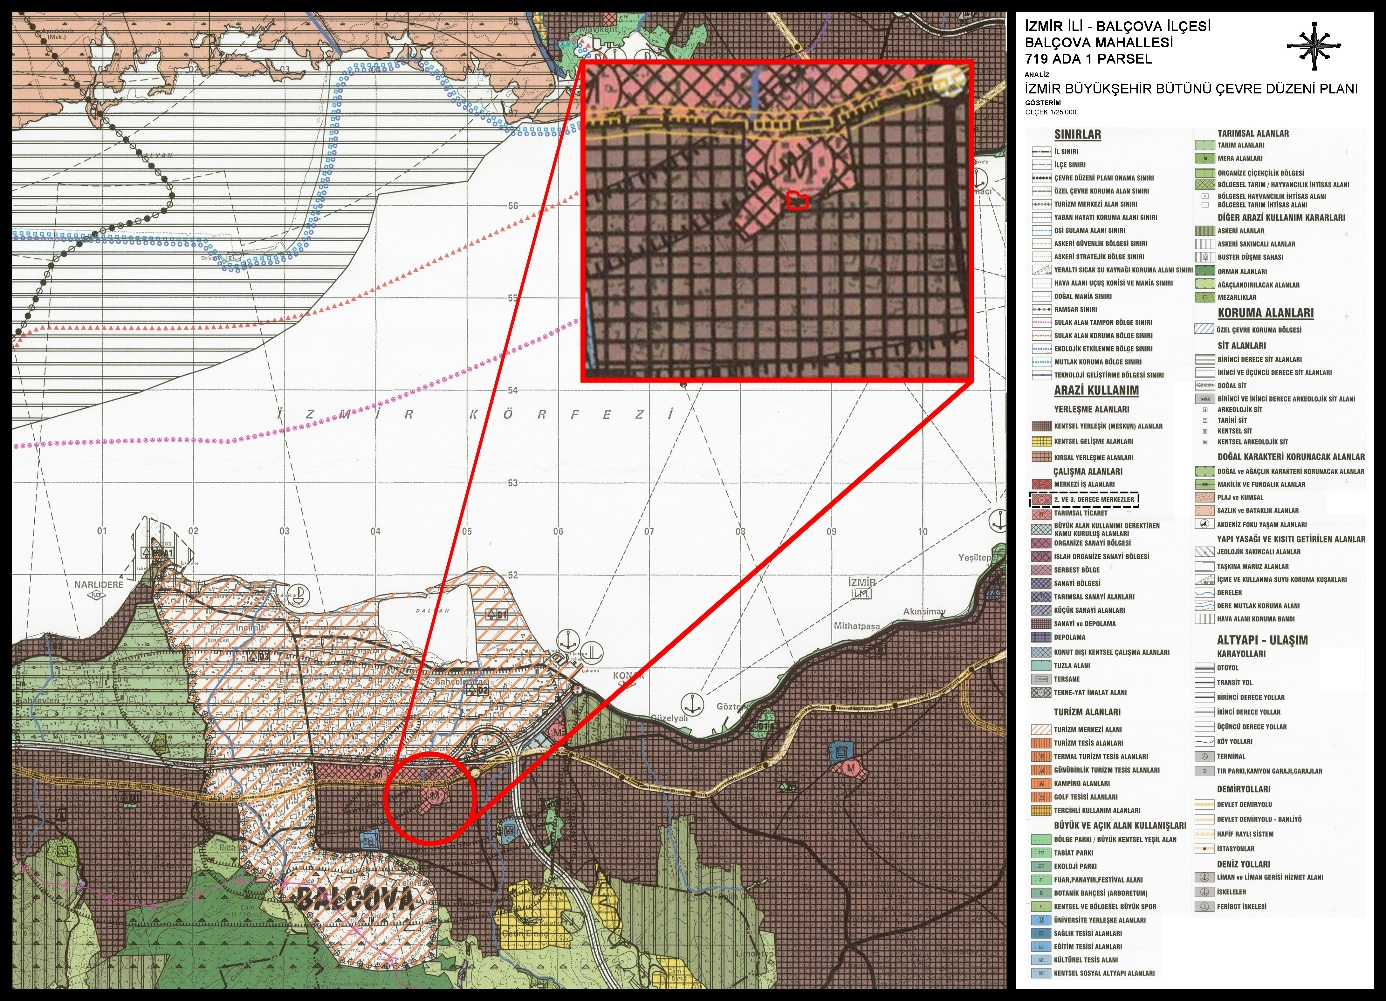 İZMİR İLİ - BALÇOVA İLÇESİ
BALÇOVA MAHALLESİ
719 ADA 1 PARSEL
ANALİZ
İZMİR BÜYÜKŞEHİR BÜTÜNÜ ÇEVRE DÜZENİ PLANI
GÖSTERİM
ÖLÇEK 1/25.000
SINIRLAR
İL SINIRI
İLÇE SINIRI
ÇEVRE DÜZENİ PLANI ONAMA SINIRI
ÖZEL ÇEVRE KORUMA ALAN SINIRI
TURİZM MERKEZİ ALAN SINIRI
YABAN HAYATI KORUMA ALANI SINIRI
DSİ SULAMA ALANI SINIRI
ASKERİ GÜVENLİK BÖLGESİ SINIRI
ASKERİ STRATEJİK BÖLGE SINIRI
YERALTI SICAK SU KAYNAĞI KORUMA ALANI SINIRI
HAVA ALANI UÇUŞ KONİSİ VE MANİA SINIRI
DOĞAL MANİA SINIRI
RAMSAR SINIRI
SULAK ALAN TAMPON BÖLGE SINIRI
SULAK ALAN KORUMA BÖLGE SINIRI
EKOLOJİK ETKİLENME BÖLGE SINIRI
MUTLAK KORUMA BÖLGE SINIRI
TEKNOLOJİ GELİŞTİRME BÖLGESİ SINIRI
ARAZİ KULLANIM
YERLEŞME ALANLARI
KENTSEL YERLEŞİK (MESKUN) ALANLAR
KENTSEL GELİŞME ALANLARI
KIRSAL YERLEŞME ALANLARI
ÇALIŞMA ALANLARI
MERKEZİ İŞ ALANLARI
2. VE 3. DERECE MERKEZLER
TARIMSAL TİCARET
BÜYÜK ALAN KULLANIMI GEREKTİREN
KAMU KURULUŞ ALANLARI
ORGANİZE SANAYİ BÖLGESİ
ISLAH ORGANİZE SANAYİ BÖLGESİ
SERBEST BÖLGE
SANAYİ BÖLGESİ
TARIMSAL SANAYİ ALANLARI
KÜÇÜK SANAYİ ALANLARI
SANAYİ ve DEPOLAMA
DEPOLAMA
KONUT DIŞI KENTSEL ÇALIŞMA ALANLARI
TUZLA ALANI
TERSANE
TEKNE-YAT İMALAT ALANI
TURİZM ALANLARI
TURİZM MERKEZİ ALANI
TURİZM TESİS ALANLARI
TERMAL TURİZM TESİS ALANLARI
GÜNÜBİRLİK TURİZM TESİS ALANLARI
KAMPİNG ALANLARI
GOLF TESİSİ ALANLARI
TERCİHLİ KULLANIM ALANLARI
BÜYÜK VE AÇIK ALAN KULLANIŞLARI
BÖLGE PARKI / BÜYÜK KENTSEL YEŞİL ALAN
TABİAT PARKI
EKOLOJİ PARKI
FUAR,PANAYIR,FESTİVAL ALANI
BOTANİK BAHÇESİ (ARBORETUM)
KENTSEL VE BÖLGESEL BÜYÜK SPOR
ÜNİVERSİTE YERLEŞKE ALANLARI
SAĞLIK TESİSİ ALANLARI
EĞİTİM TESİSİ ALANLARI
KÜLTÜREL TESİS ALANI
KENTSEL SOSYAL ALTYAPI ALANLARI
TARIMSAL ALANLAR
TARIM ALANLARI
MERA ALANLARI
ORGANİZE ÇİÇEKÇİLİK BÖLGESİ
BÖLGESEL TARIM / HAYVANCILIK İHTİSAS ALANI
BÖLGESEL HAYVANCILIK İHTİSAS ALANI
BÖLGESEL TARIM İHTİSAS ALANI
DİĞER ARAZİ KULLANIM KARARLARI
ASKERİ ALANLAR
ASKERİ SAKINCALI ALANLAR
BUSTER DÜŞME SAHASI
ORMAN ALANLARI
AĞAÇLANDIRILACAK ALANLAR
MEZARLIKLAR
KORUMA ALANLARI
ÖZEL ÇEVRE KORUMA BÖLGESİ
SİT ALANLARI
BİRİNCİ DERECE SİT ALANLARI
İKİNCİ VE ÜÇÜNCÜ DERECE SİT ALANLARI
DOĞAL SİT
BİRİNCİ VE İKİNCİ DERECE ARKEOLOJİK SİT ALANI
ARKEOLOJİK SİT
TARİHİ SİT
KENTSEL SİT
KENTSEL ARKEOLOJİK SİT
DOĞAL KARAKTERİ KORUNACAK ALANLAR
DOĞAL ve AĞAÇLIK KARAKTERİ KORUNACAK ALANLAR
MAKİLİK VE FUNDALIK ALANLAR
PLAJ ve KUMSAL
SAZLIK ve BATAKLIK ALANLAR
AKDENİZ FOKU YAŞAM ALANLARI
YAPI YASAĞI VE KISITI GETİRİLEN ALANLAR
JEOLOJİK SAKINCALI ALANLAR
TAŞKINA MARUZ ALANLAR
İÇME VE KULLANMA SUYU KORUMA KUŞAKLARI
DERELER
DERE MUTLAK KORUMA ALANI
HAVA ALANI KORUMA BANDI
ALTYAPI - ULAŞIM
KARAYOLLARI
OTOYOL
TRANSİT YOL
BİRİNCİ DERECE YOLLAR
İKİNCİ DERECE YOLLAR
ÜÇÜNCÜ DERECE YOLLAR
KÖY YOLLARI
TERMİNAL
TIR PARKI,KAMYON GARAJI,GARAJLAR
DEMİRYOLLARI
DEVLET DEMİRYOLU
DEVLET DEMİRYOLU - BANLİYÖ
HAFİF RAYLI SİSTEM
İSTASYONLAR
DENİZ YOLLARI
LİMAN ve LİMAN GERİSİ HİZMET ALANI
İSKELELER
FERİBOT İSKELESİ
Mavikent
56
55
54
İZMİR KÖRFEZİ
53
01 02 03 04 05 06 07 08 09 10
52
NARLIDERE
DALYAN
İnciraltı
Bahçelerarası
KONAK
İZMİR
Mithatpaşa
Akınşimay
Yeşiltepe
Güzelyalı
Göztepe
Ilıca
BALÇOVA